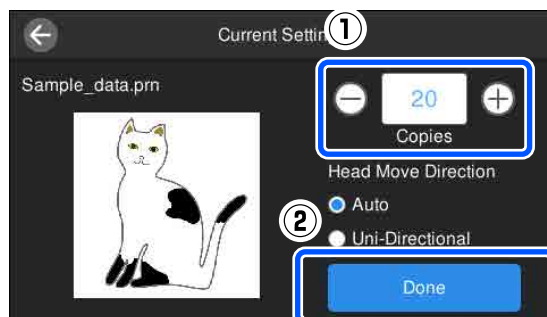 Current Settin
①
Sample_data.prn
20
Copies
Head Move Direction
Auto
②
Uni-Directional
Done